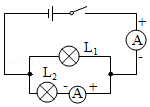 +
A
-
L₁
L₂
- A +